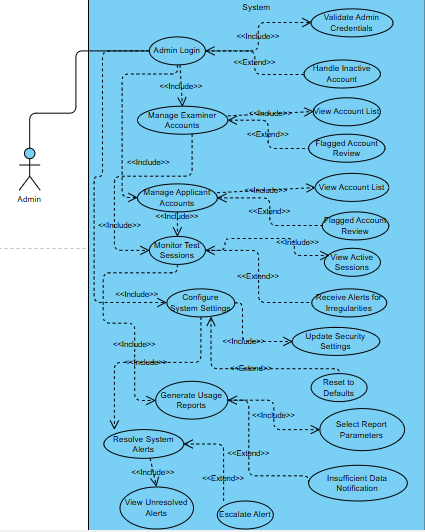 System
Validate Admin
Credentials
<<Include>>
Admin Login
<<Extend>>
Handle Inactive
Account
<<Include>>
Manage Examiner
Accounts
<<Include>>
View Account List
<<Extend>>
Flagged Account
Review
<<Include>>
Admin
Manage Applicant
Accounts
<<Include>>
View Account List
<<Include>>
<<Extend>>
Flagged Account
Review
<<Include>>
Monitor Test
Sessions
<<Include>>
View Active
Sessions
<<Extend>>
<<Include>>
Configure
System Settings
Receive Alerts for
Irregularities
<<Include>>
<<Include>>
Update Security
Settings
<<Include>>
<<Extend>>
Reset to
Defaults
Generate Usage
Reports
<<Include>>
Select Report
Parameters
Resolve System
Alerts
<<Extend>>
<<Include>>
<<Extend>>
Insufficient Data
Notification
View Unresolved
Alerts
Escalate Alert